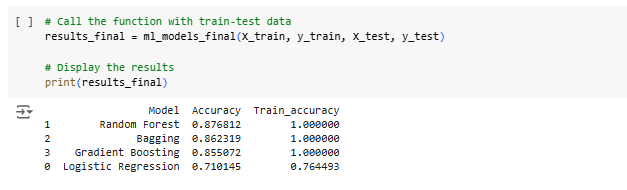 [ ] # Call the function with train-test data
results_final = ml_models_final(X_train, y_train, X_test, y_test)
# Display the results
print(results_final)
Model Accuracy Train_accuracy
1 Random Forest 0.876812 1.000000
2 Bagging 0.862319 1.000000
3 Gradient Boosting 0.855072 1.000000
0 Logistic Regression 0.710145 0.764493